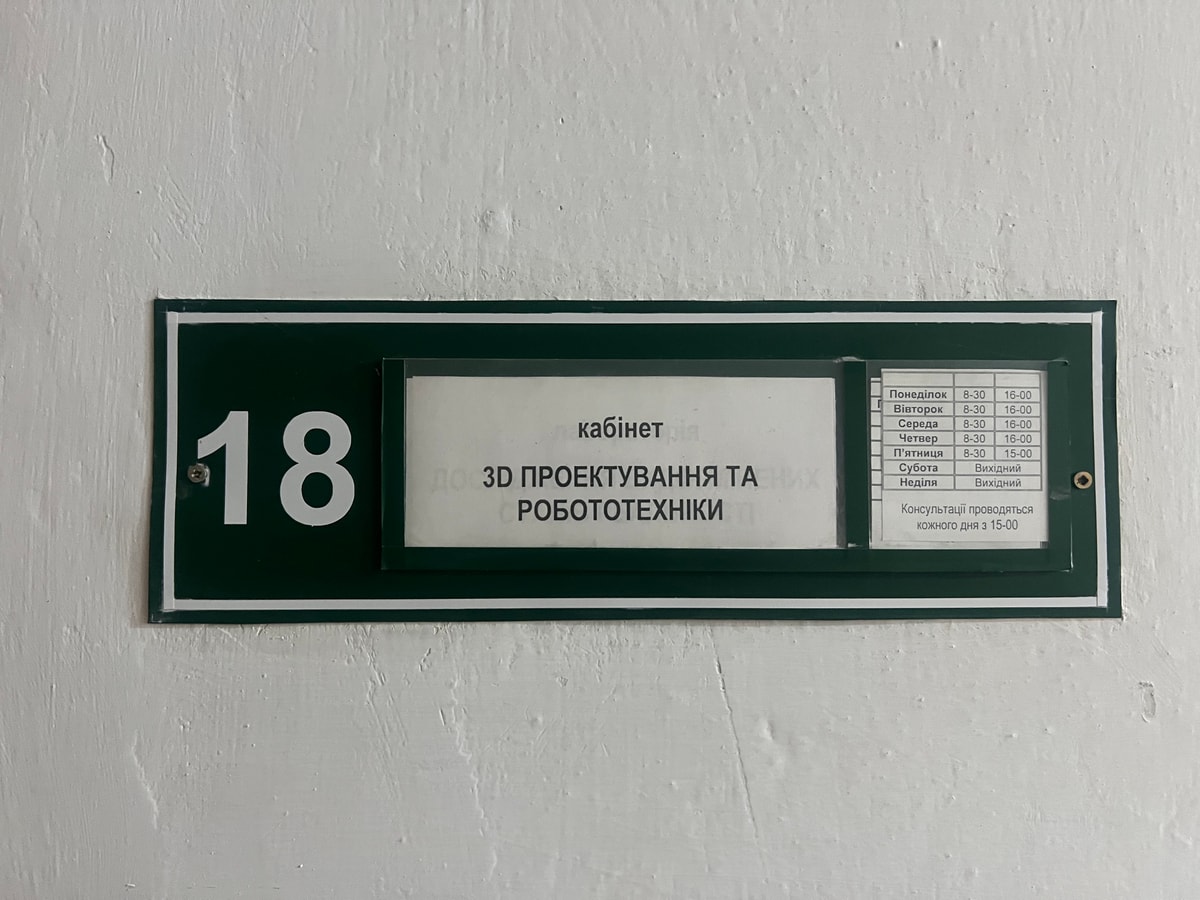 18
кабінет
3D ПРОЕКТУВАННЯ ТА
РОБОТОТЕХНІКИ
Понеділок 8-30 16-00
Вівторок 8-30 16-00
Середа 8-30 16-00
Четвер 8-30 16-00
П'ятниця 8-30 15-00
Субота Вихідний
Неділя Вихідний
Консультації проводяться
кожного дня з 15-00